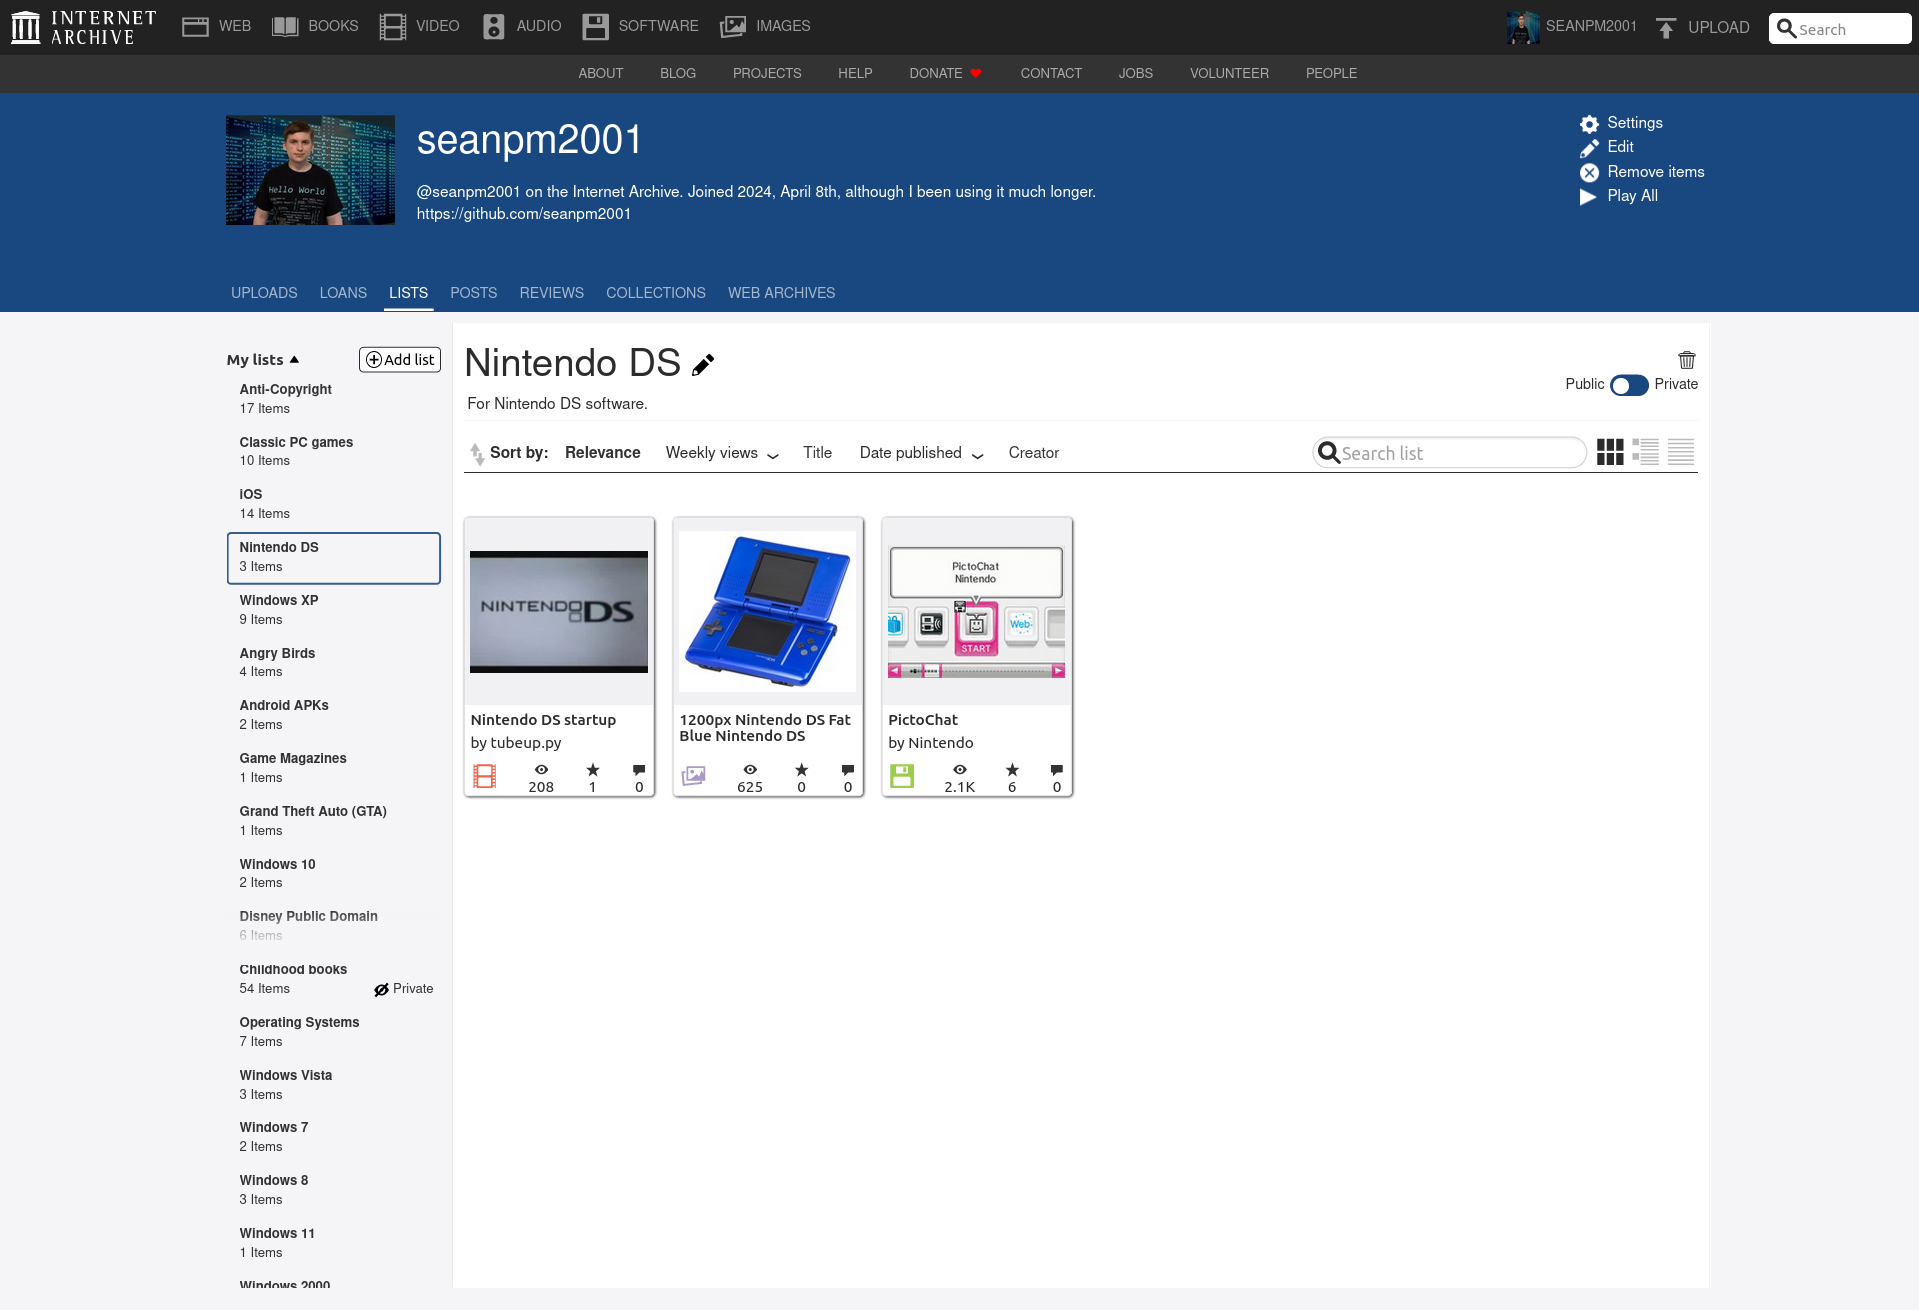 INTERNET ARCHIVE
WEB
BOOKS
VIDEO
AUDIO
SOFTWARE
IMAGES
SEANPM2001
UPLOAD
Search
ABOUT
BLOG
PROJECTS
HELP
DONATE
CONTACT
JOBS
VOLUNTEER
PEOPLE
Hello World
seanpm2001
@seanpm2001 on the Internet Archive. Joined 2024, April 8th, although I been using it much longer.
https://github.com/seanpm2001
Settings
Edit
Remove items
Play All
UPLOADS
LOANS
LISTS
POSTS
REVIEWS
COLLECTIONS
WEB ARCHIVES
My lists
Add list
Anti-Copyright
17 Items
Classic PC games
10 Items
iOS
14 Items
Nintendo DS
3 Items
Windows XP
9 Items
Angry Birds
4 Items
Android APKs
2 Items
Game Magazines
1 Items
Grand Theft Auto (GTA)
1 Items
Windows 10
2 Items
Disney Public Domain
6 Items
Childhood books
54 Items
Private
Operating Systems
7 Items
Windows Vista
3 Items
Windows 7
2 Items
Windows 8
3 Items
Windows 11
1 Items
Windows 2000
Nintendo DS
For Nintendo DS software.
Public
Private
Sort by:
Relevance
Weekly views
Title
Date published
Creator
Search list
NINTENDO DS
Nintendo DS startup
by tubeup.py
208
1
0
1200px Nintendo DS Fat
Blue Nintendo DS
625
0
0
PictoChat
Nintendo
Web
START
PictoChat
by Nintendo
2.1K
6
0